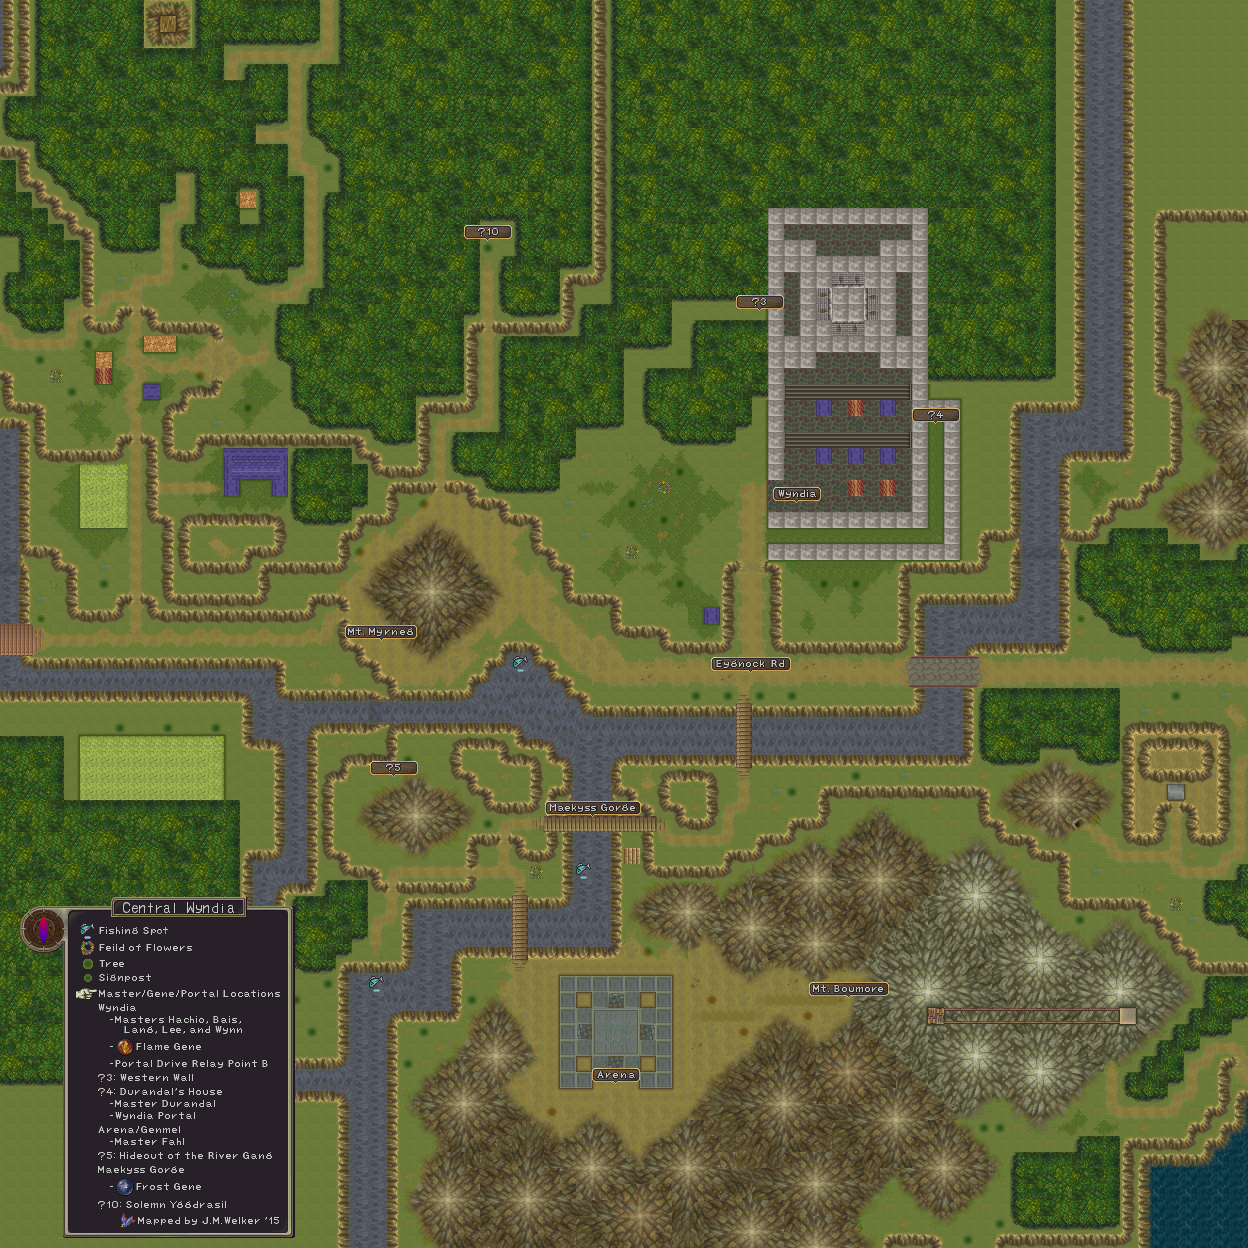 ?10
?3
?4
Wyndia
Mt. Myrneg
Eygnock Rd
?5
Maekyss Gorge
Mt. Boumore
Arena
Central Wyndia
Fishing Spot
Feild of Flowers
Tree
Signpost
Master/Gene/Portal Locations
Wyndia
-Masters Hachio, Bais,
Lang, Lee, and Wynn
- Flame Gene
-Portal Drive Relay Point B
?3: Western Wall
?4: Durandal's House
-Master Durandal
-Wyndia Portal
Arena/Genmel
-Master Fahl
?5: Hideout of the River Gang
Maekyss Gorge
- Frost Gene
?10: Solemn Yggdrasil
Mapped by J.M.Welker '15